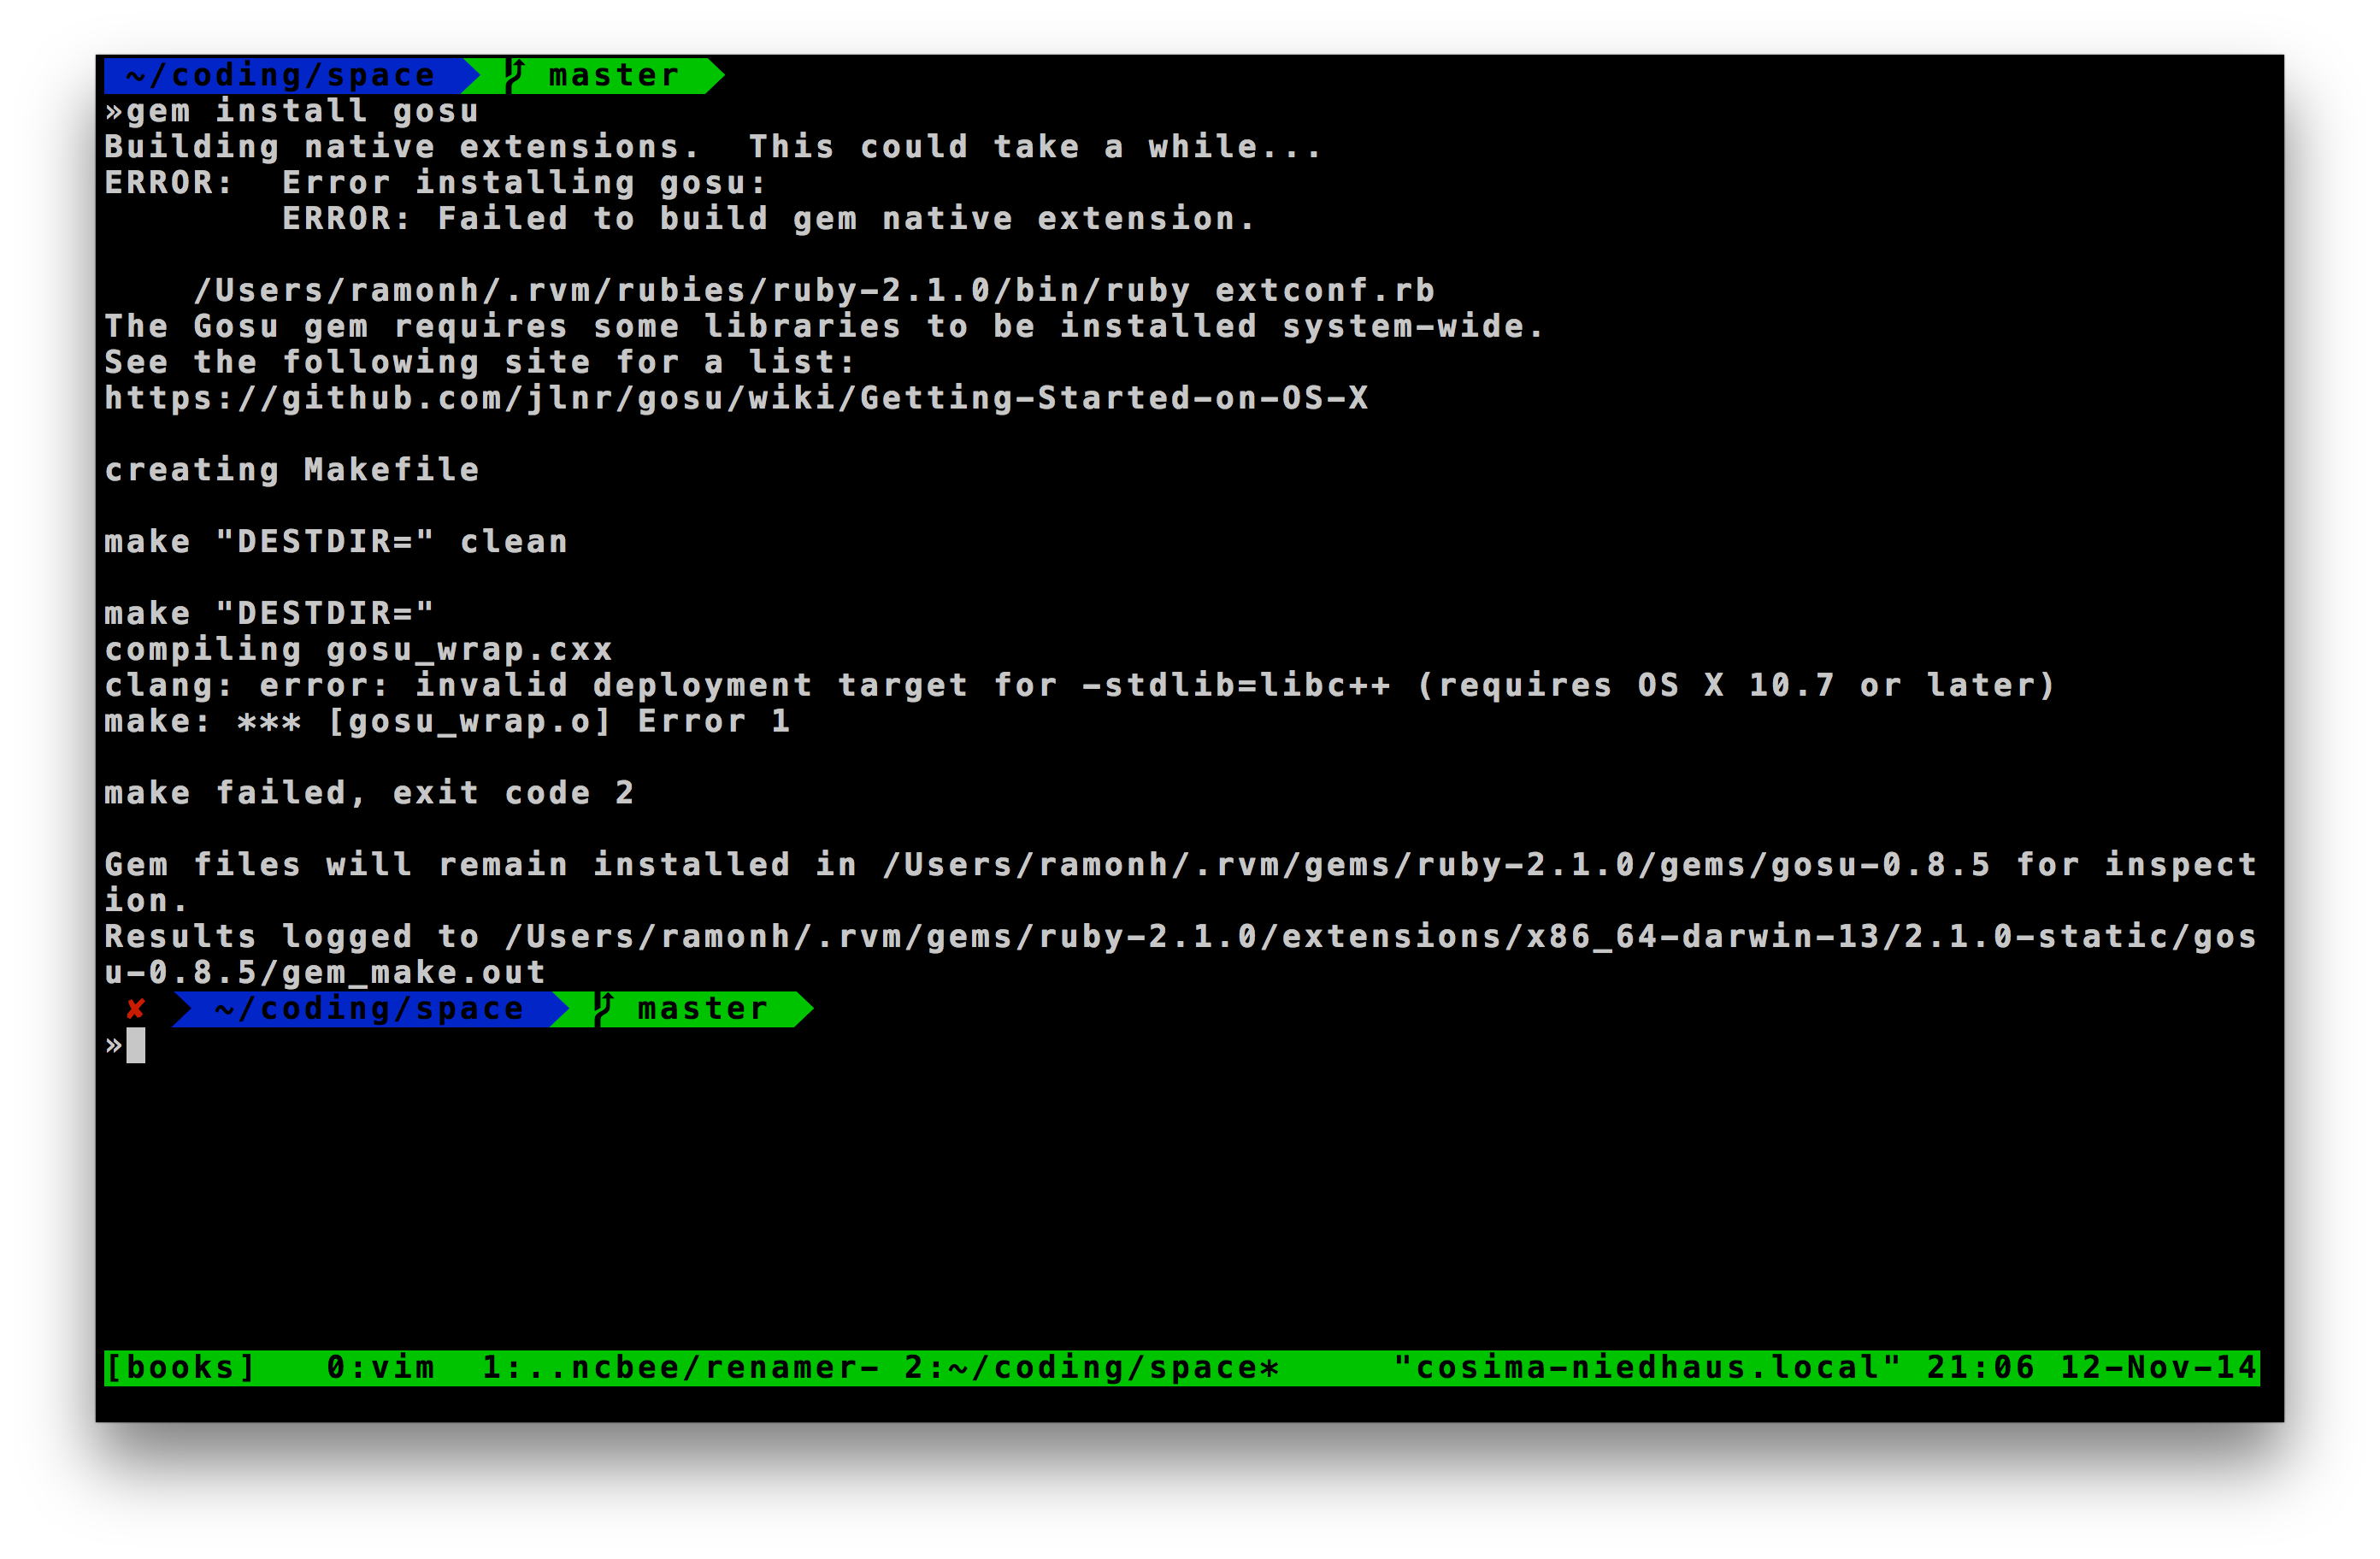 ~/coding/space master
»gem install gosu
Building native extensions.  This could take a while...
ERROR:  Error installing gosu:
        ERROR: Failed to build gem native extension.
    /Users/ramonh/.rvm/rubies/ruby-2.1.0/bin/ruby extconf.rb
The Gosu gem requires some libraries to be installed system-wide.
See the following site for a list:
https://github.com/jlnr/gosu/wiki/Getting-Started-on-OS-X
creating Makefile
make "DESTDIR=" clean
make "DESTDIR="
compiling gosu_wrap.cxx
clang: error: invalid deployment target for -stdlib=libc++ (requires OS X 10.7 or later)
make: *** [gosu_wrap.o] Error 1
make failed, exit code 2
Gem files will remain installed in /Users/ramonh/.rvm/gems/ruby-2.1.0/gems/gosu-0.8.5 for inspect
ion.
Results logged to /Users/ramonh/.rvm/gems/ruby-2.1.0/extensions/x86_64-darwin-13/2.1.0-static/gos
u-0.8.5/gem_make.out
✘ ~/coding/space master
»
[books]   0:vim  1:..ncbee/renamer- 2:~/coding/space*     "cosima-niedhaus.local" 21:06 12-Nov-14